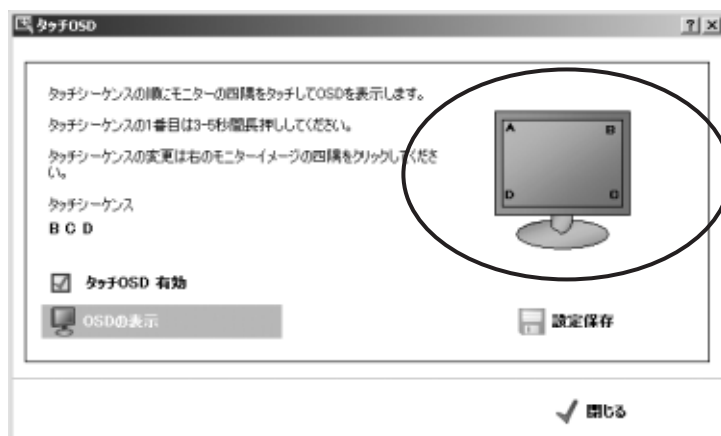 タッチOSD
タッチシーケンスの順にモニターの四隅をタッチしてOSDを表示します。
タッチシーケンスの1番目は3-5秒間長押ししてください。
タッチシーケンスの変更は右のモニターイメージの四隅をクリックしてくださ
い。
タッチシーケンス
B C D
A B
D C
タッチOSD 有効
OSDの表示
設定保存
閉じる